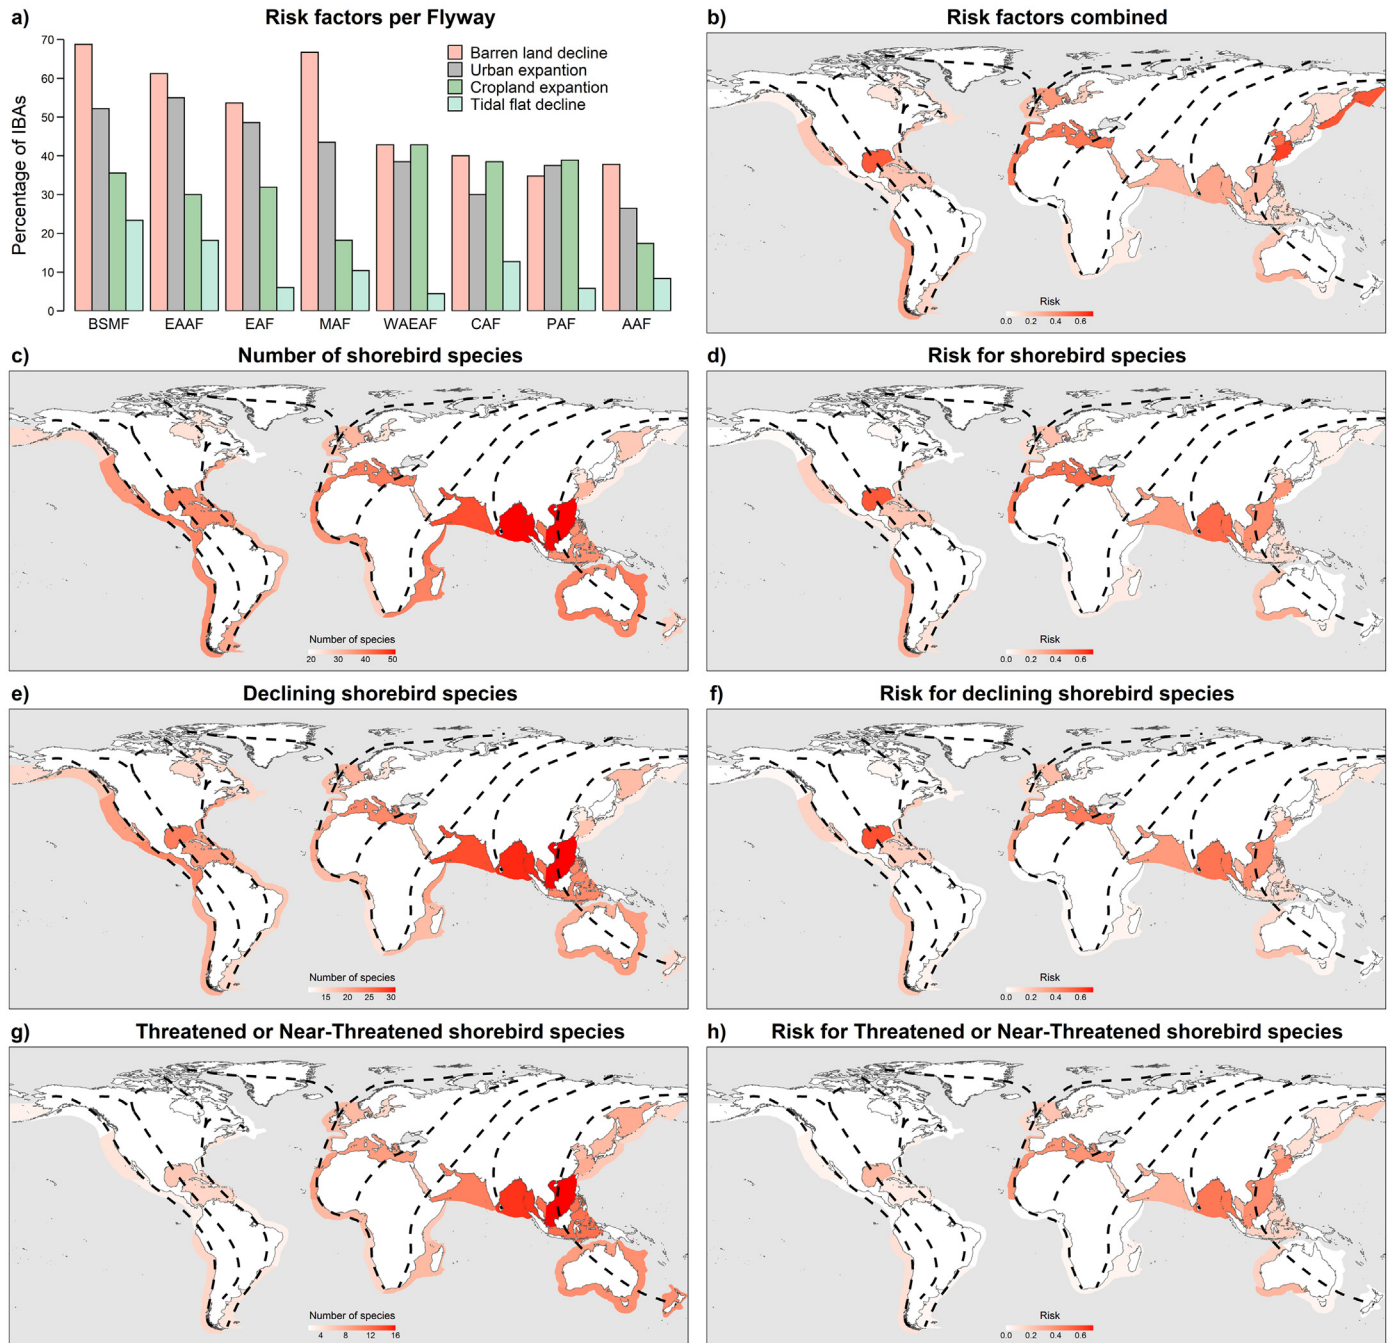 a) Risk factors per Flyway
Percentage of IBAs
70
60
50
40
30
20
10
0
Barren land decline
Urban expantion
Cropland expantion
Tidal flat decline
BSMF EAAF EAF MAF WAEAF CAF PAF AAF
b) Risk factors combined
Risk
0.0 0.2 0.4 0.6
c) Number of shorebird species
Number of species
20 30 40 50
d) Risk for shorebird species
Risk
0.0 0.2 0.4 0.6
e) Declining shorebird species
Number of species
15 20 25 30
f) Risk for declining shorebird species
Risk
0.0 0.2 0.4 0.6
g) Threatened or Near-Threatened shorebird species
Number of species
4 8 12 16
h) Risk for Threatened or Near-Threatened shorebird species
Risk
0.0 0.2 0.4 0.6